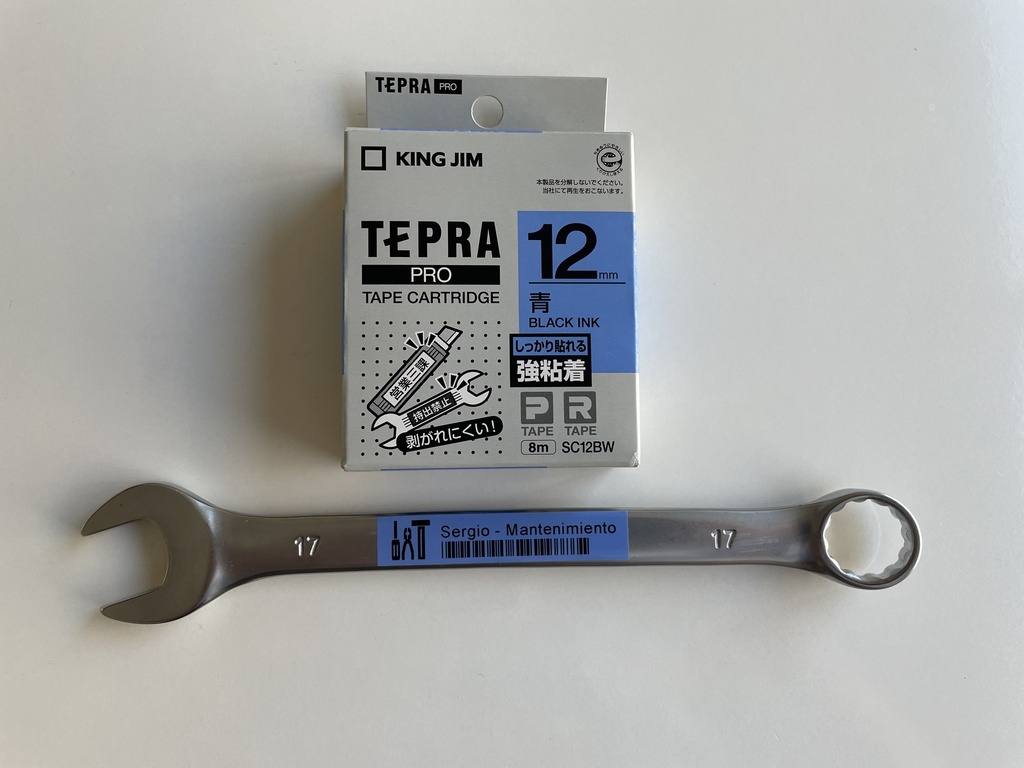 TEPRA PRO
KING JIM
本製品を分解しないでください。
当社にて再生をおこないます。
TEPRA
PRO
TAPE CARTRIDGE
12mm
青
BLACK INK
しっかり貼れる
強粘着
営業三課
持出禁止
剥がれにくい!
P TAPE
R TAPE
8m SC12BW
17
Sergio - Mantenimiento
17